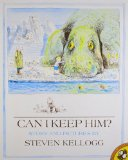 CAN I KEEP HIM?
STORY AND PICTURES BY
STEVEN KELLOGG